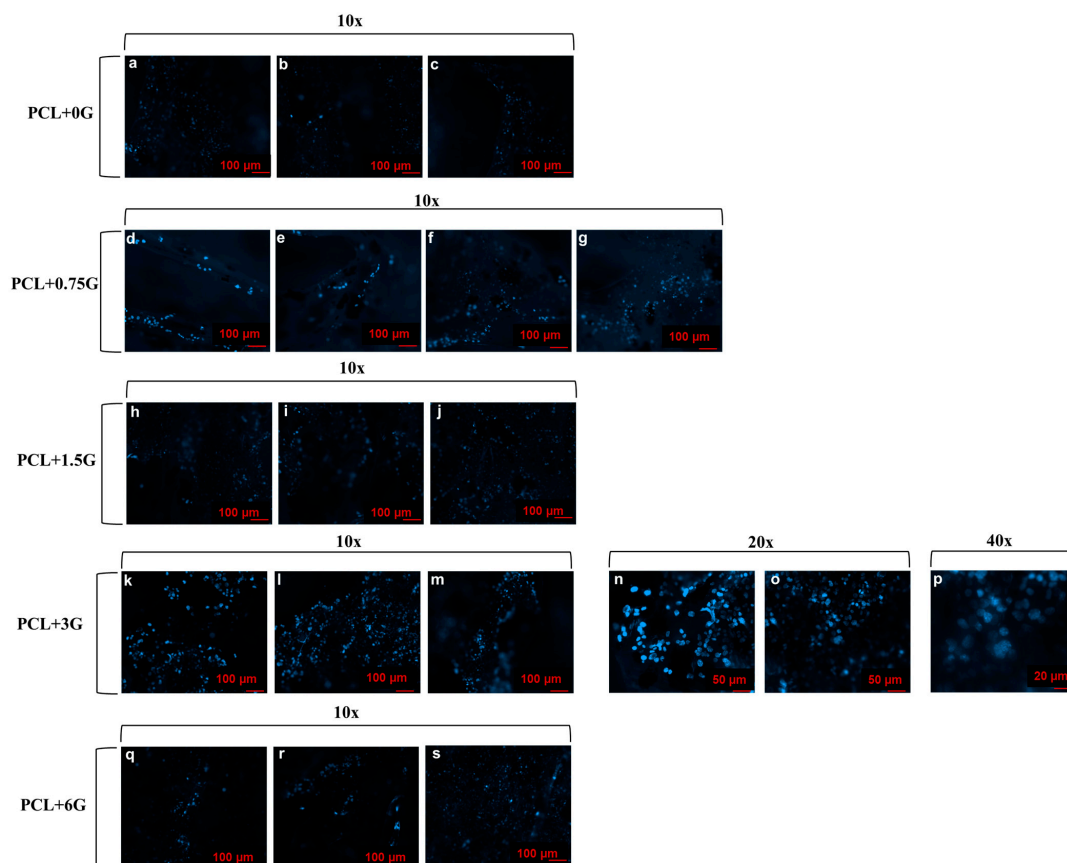 10x
PCL+0G
a b c
100 µm 100 µm 100 µm
10x
PCL+0.75G
d e f g
100 µm 100 µm 100 µm 100 µm
10x
PCL+1.5G
h i j
100 µm 100 µm 100 µm
10x 20x 40x
PCL+3G
k l m n o p
100 µm 100 µm 100 µm 50 µm 50 µm 20 µm
10x
PCL+6G
q r s
100 µm 100 µm 100 µm